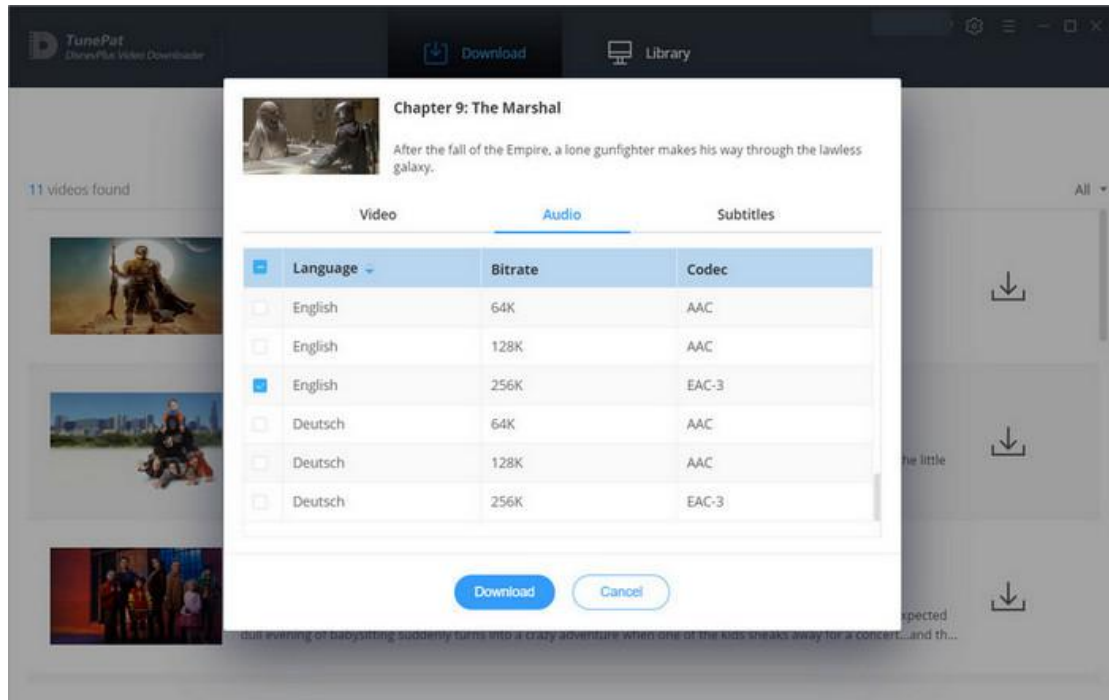 TunePat
DisneyPlus Video Downloader
Download
Library
11 videos found
All
Chapter 9: The Marshal
After the fall of the Empire, a lone gunfighter makes his way through the lawless
galaxy.
Video Audio Subtitles
Language Bitrate Codec
English 64K AAC
English 128K AAC
English 256K EAC-3
Deutsch 64K AAC
Deutsch 128K AAC
Deutsch 256K EAC-3
Download Cancel
the little
xpected
dull evening of babysitting suddenly turns into a crazy adventure when one of the kids sneaks away for a concert...and th...